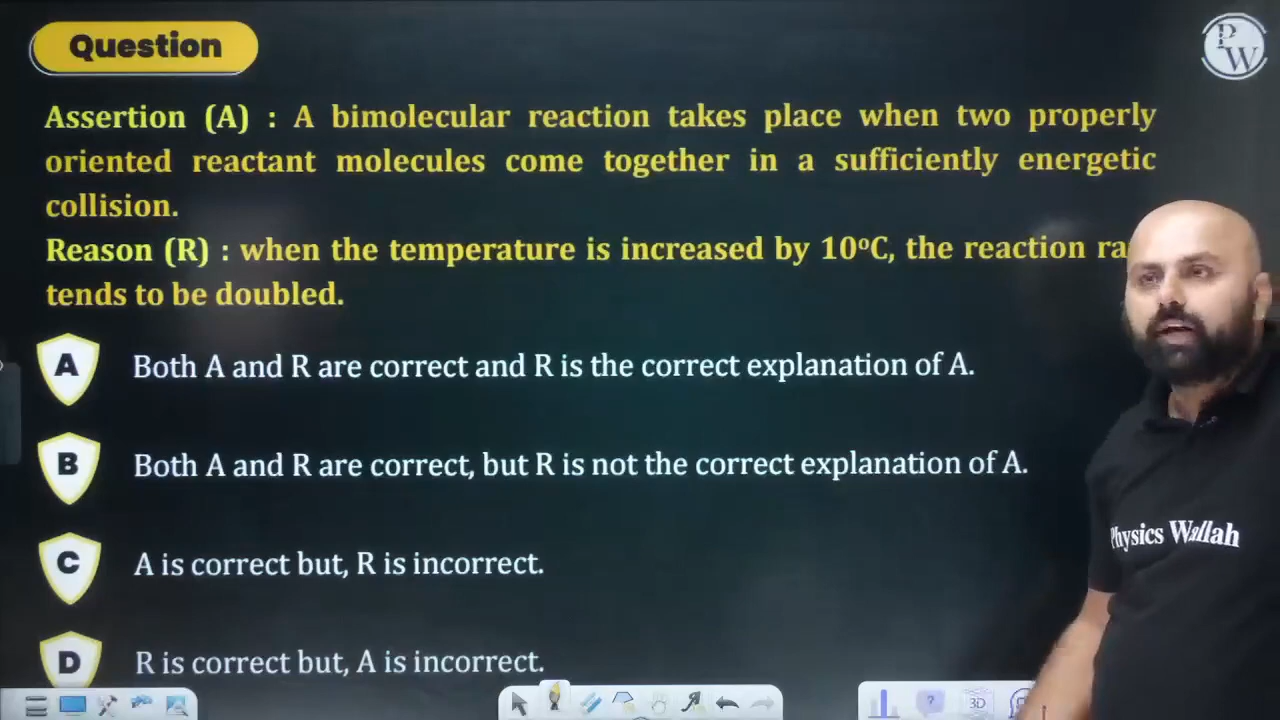 Question
PW
Assertion (A) : A bimolecular reaction takes place when two properly
oriented reactant molecules come together in a sufficiently energetic
collision.
Reason (R) : when the temperature is increased by 10°C, the reaction
tends to be doubled.
A Both A and R are correct and R is the correct explanation of A.
B Both A and R are correct, but R is not the correct explanation of A.
C A is correct but, R is incorrect.
D R is correct but, A is incorrect.
Physics Wallah
?
3D